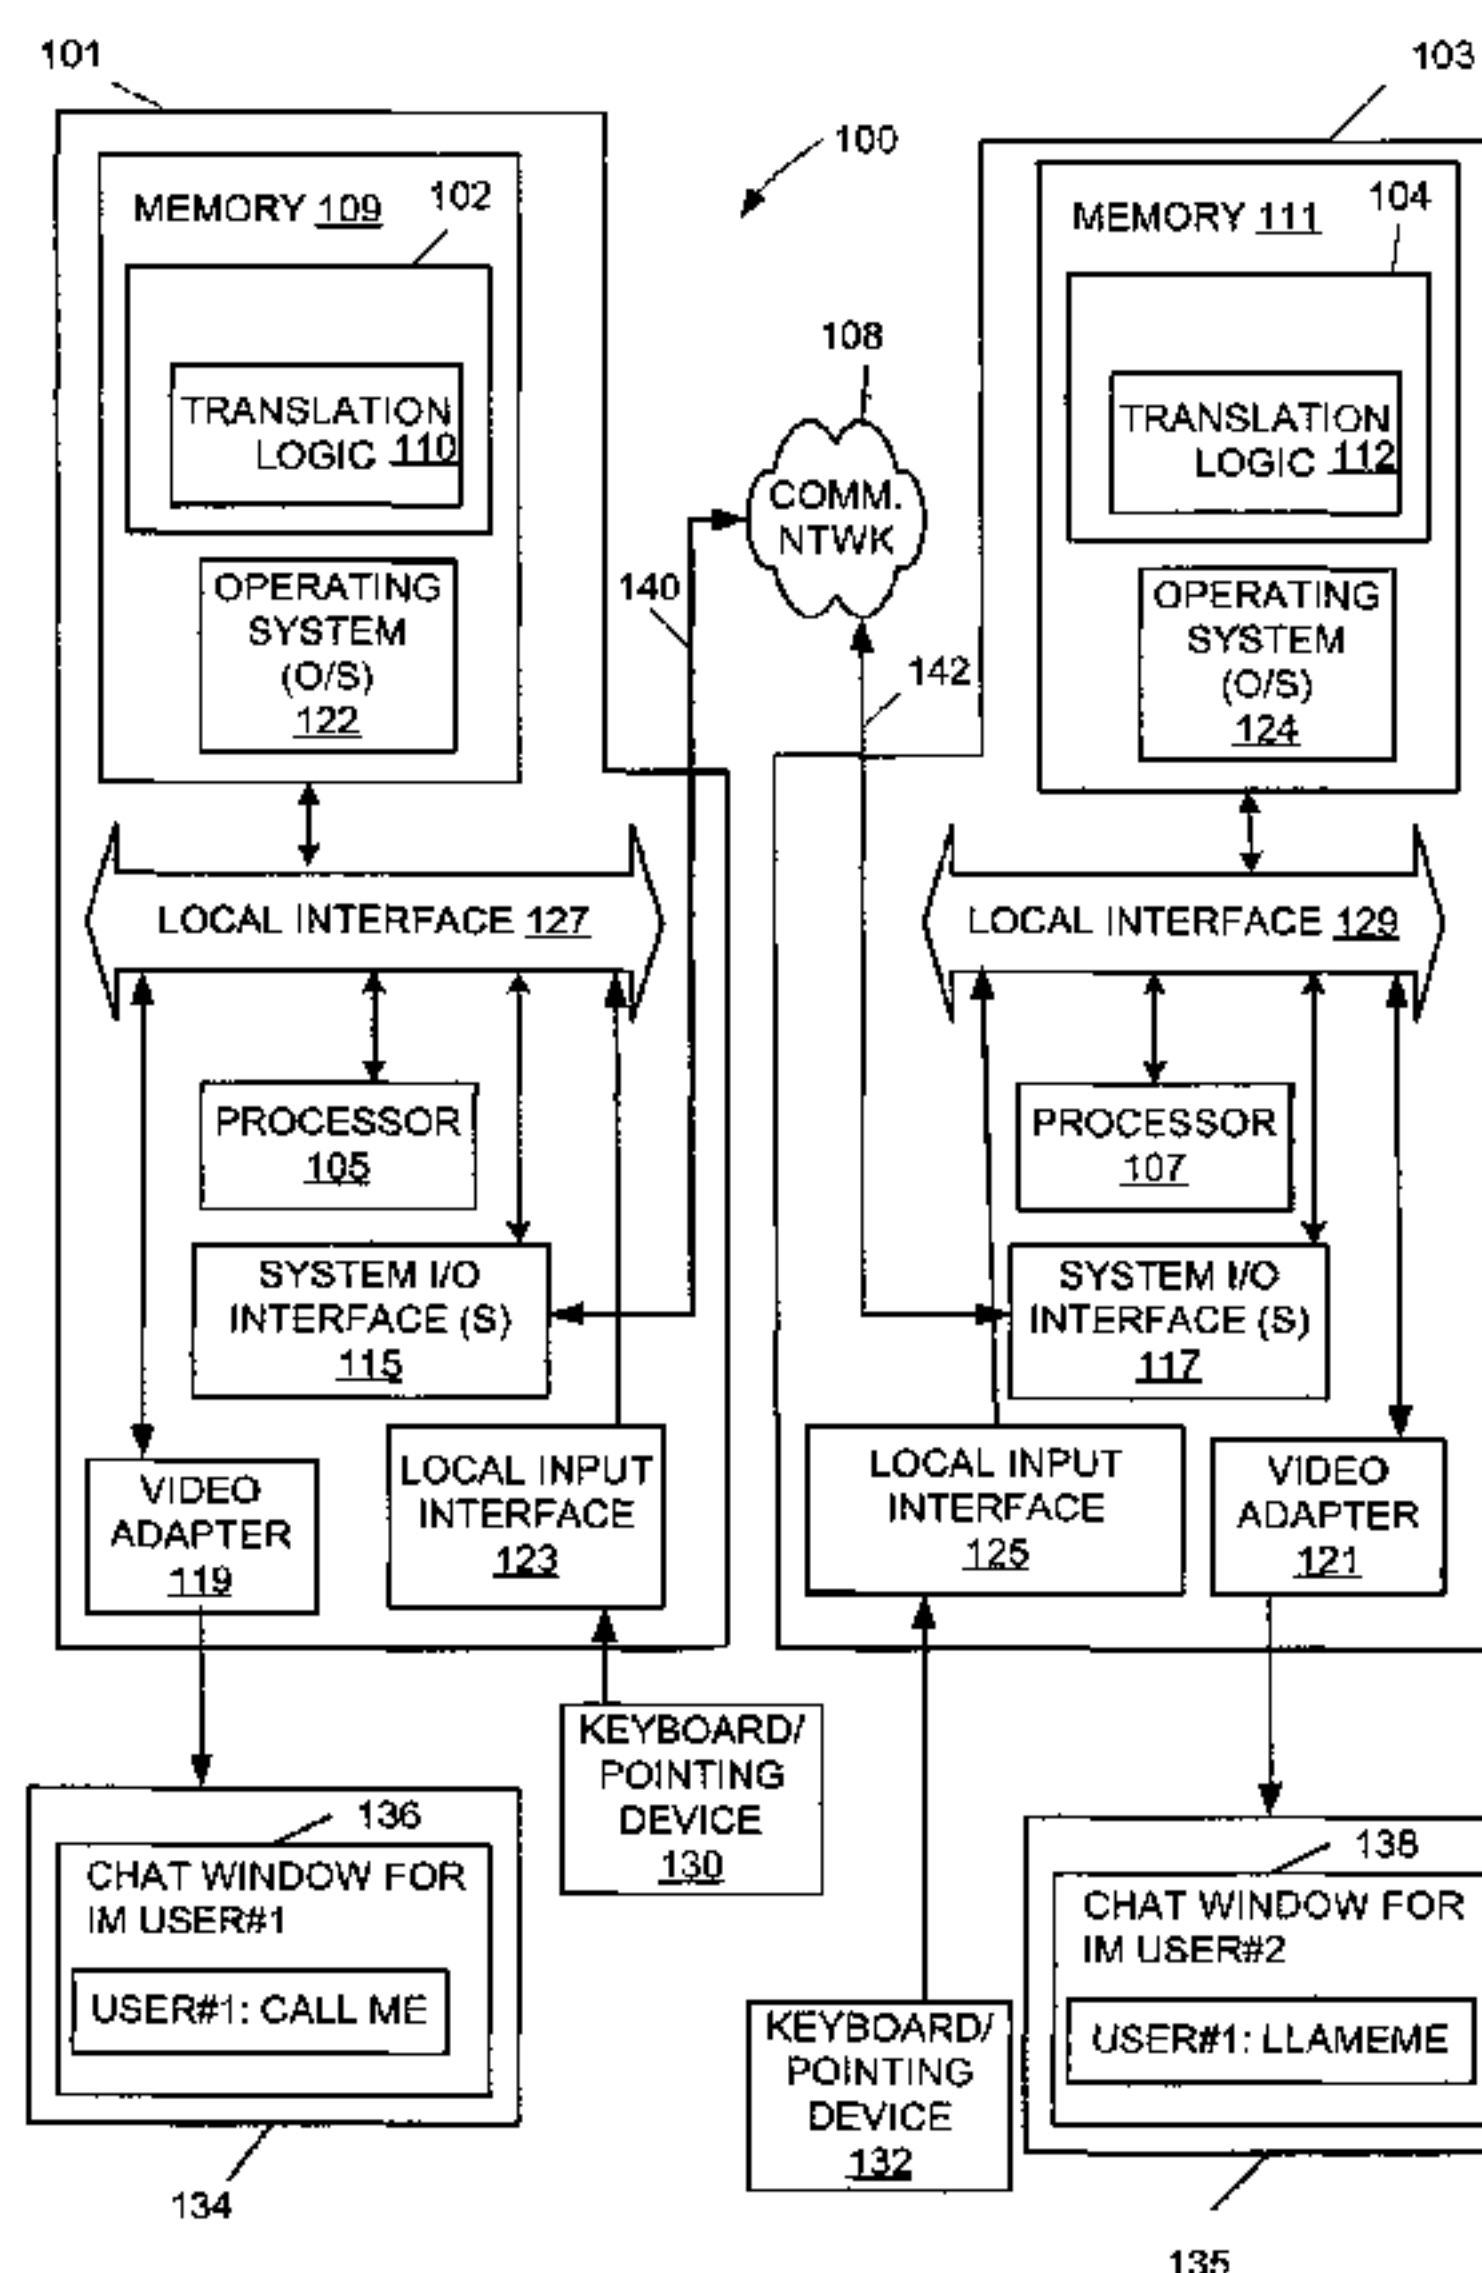 101
103
100
MEMORY 109
102
TRANSLATION
LOGIC 110
OPERATING
SYSTEM
(O/S)
122
108
COMM.
NTWK
140
142
MEMORY 111
104
TRANSLATION
LOGIC 112
OPERATING
SYSTEM
(O/S)
124
LOCAL INTERFACE 127
PROCESSOR
105
SYSTEM I/O
INTERFACE (S)
115
VIDEO
ADAPTER
119
LOCAL INPUT
INTERFACE
123
LOCAL INTERFACE 129
PROCESSOR
107
SYSTEM I/O
INTERFACE (S)
117
LOCAL INPUT
INTERFACE
125
VIDEO
ADAPTER
121
KEYBOARD/
POINTING
DEVICE
130
136
CHAT WINDOW FOR
IM USER#1
USER#1: CALL ME
134
KEYBOARD/
POINTING
DEVICE
132
138
CHAT WINDOW FOR
IM USER#2
USER#1: LLAMEME
135